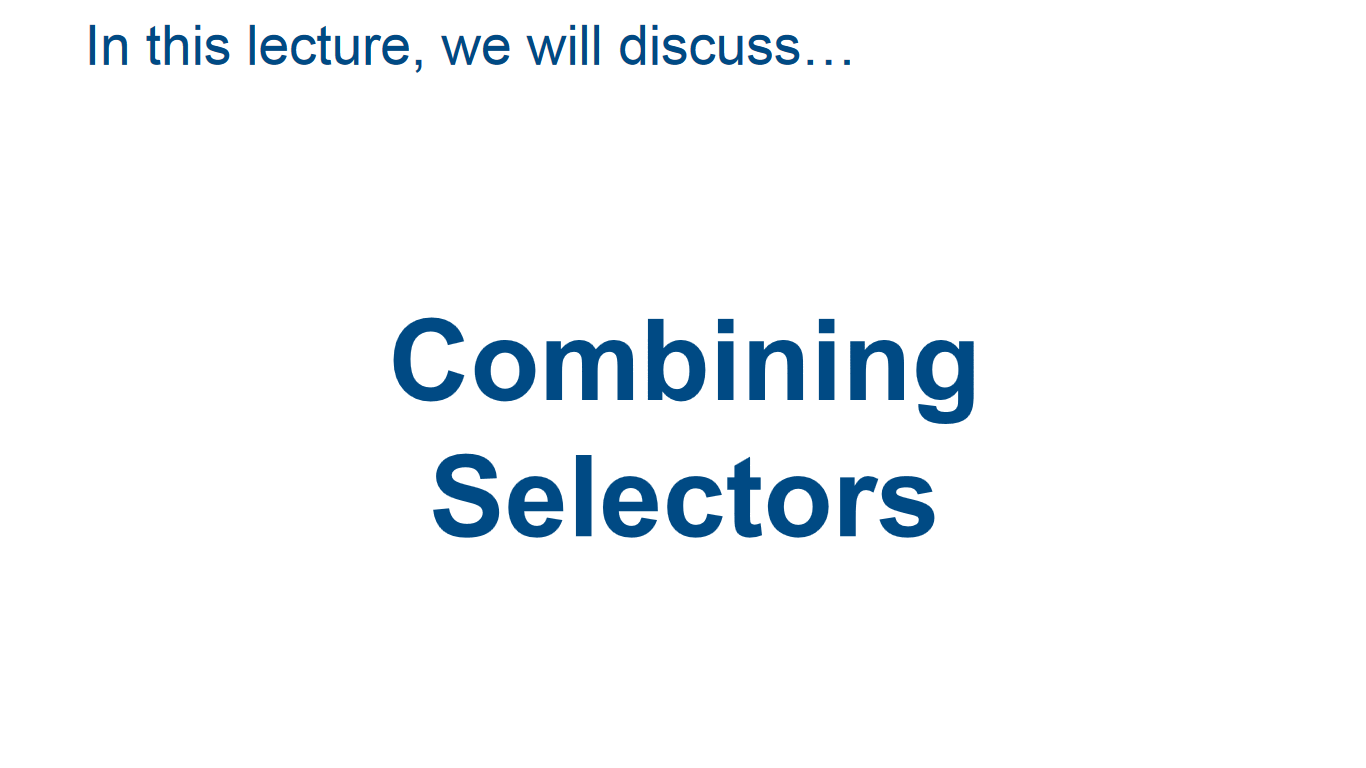 In this lecture, we will discuss…
Combining
Selectors